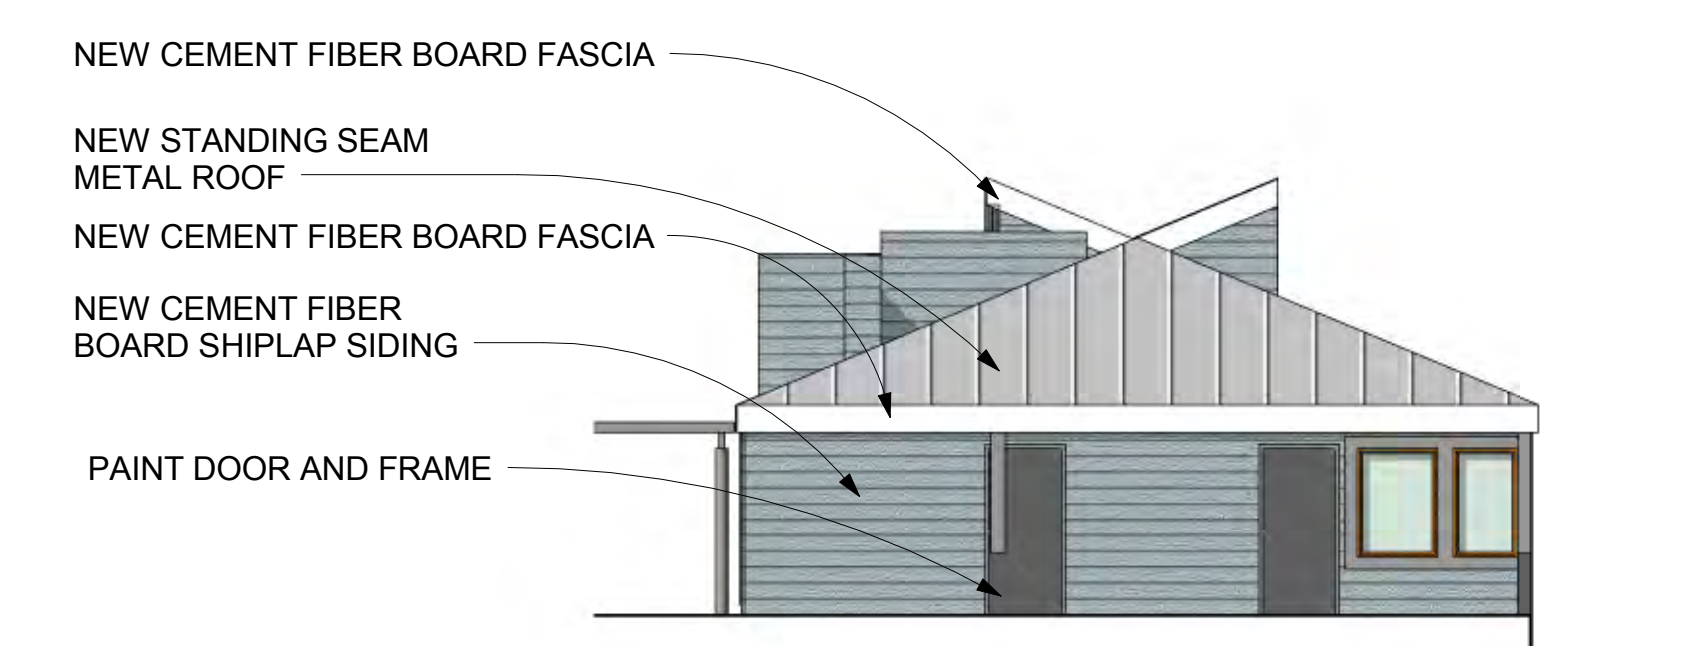 NEW CEMENT FIBER BOARD FASCIA
NEW STANDING SEAM
METAL ROOF
NEW CEMENT FIBER BOARD FASCIA
NEW CEMENT FIBER
BOARD SHIPLAP SIDING
PAINT DOOR AND FRAME